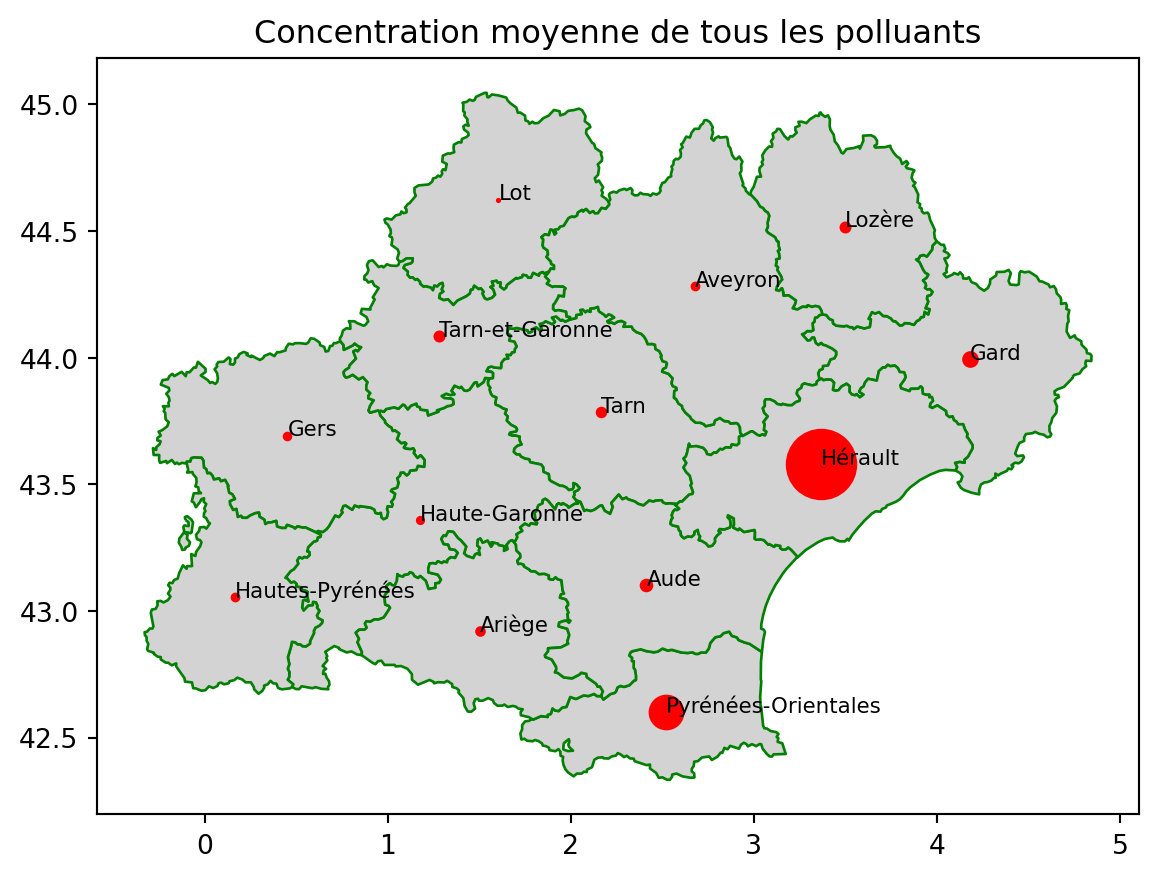 Concentration moyenne de tous les polluants
45.0
44.5
44.0
43.5
43.0
42.5
Lot
Lozère
Aveyron
Tarn-et-Garonne
Gard
Tarn
Gers
Hérault
Haute-Garonne
Aude
Hautes-Pyrénées
Ariège
Pyrénées-Orientales
0 1 2 3 4 5